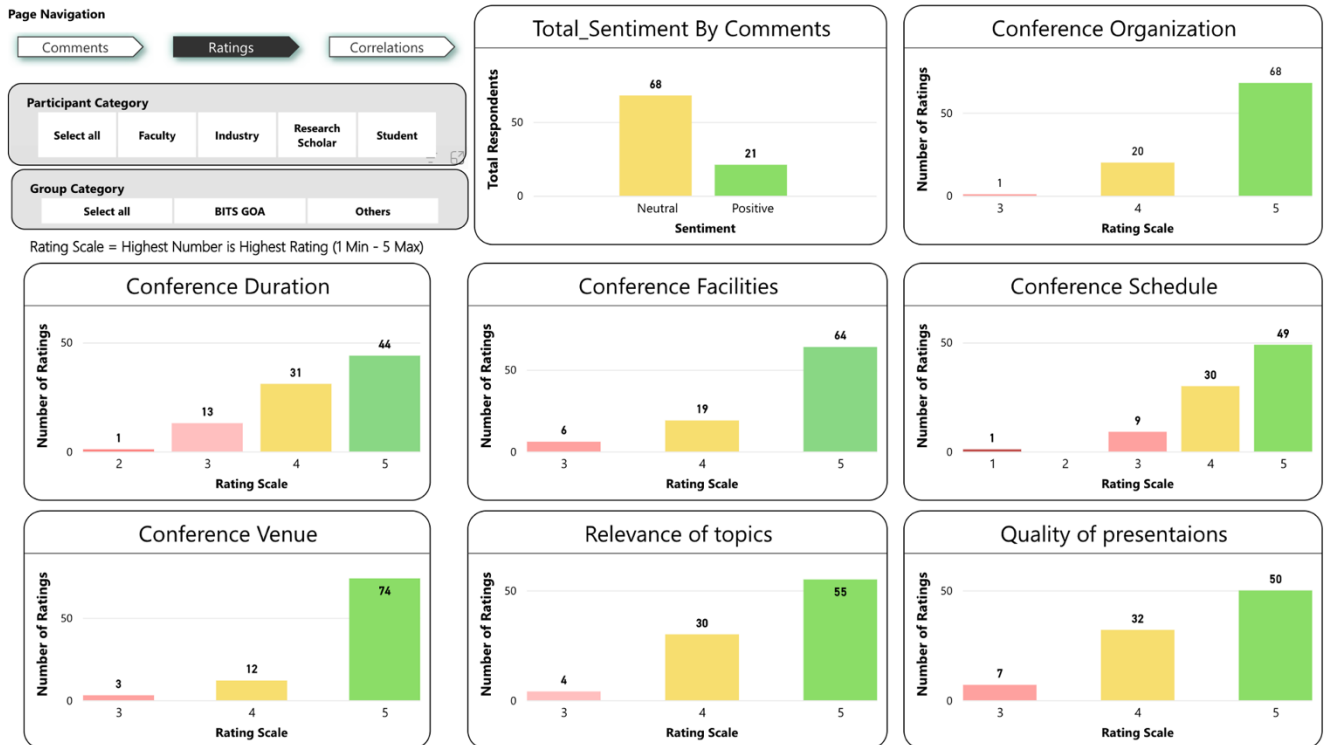 Page Navigation
Comments
Ratings
Correlations
Participant Category
Select all
Faculty
Industry
Research
Scholar
Student
Group Category
Select all
BITS GOA
Others
Rating Scale = Highest Number is Highest Rating (1 Min - 5 Max)
Total_Sentiment By Comments
Total Respondents
50
0
68
21
Neutral
Positive
Sentiment
Conference Organization
Number of Ratings
50
0
1
20
68
3
4
5
Rating Scale
Conference Duration
Number of Ratings
50
0
1
13
31
44
2
3
4
5
Rating Scale
Conference Facilities
Number of Ratings
50
0
6
19
64
3
4
5
Rating Scale
Conference Schedule
Number of Ratings
50
0
1
9
30
49
1
2
3
4
5
Rating Scale
Conference Venue
Number of Ratings
50
0
3
12
74
3
4
5
Rating Scale
Relevance of topics
Number of Ratings
50
0
4
30
55
3
4
5
Rating Scale
Quality of presentaions
Number of Ratings
50
0
7
32
50
3
4
5
Rating Scale